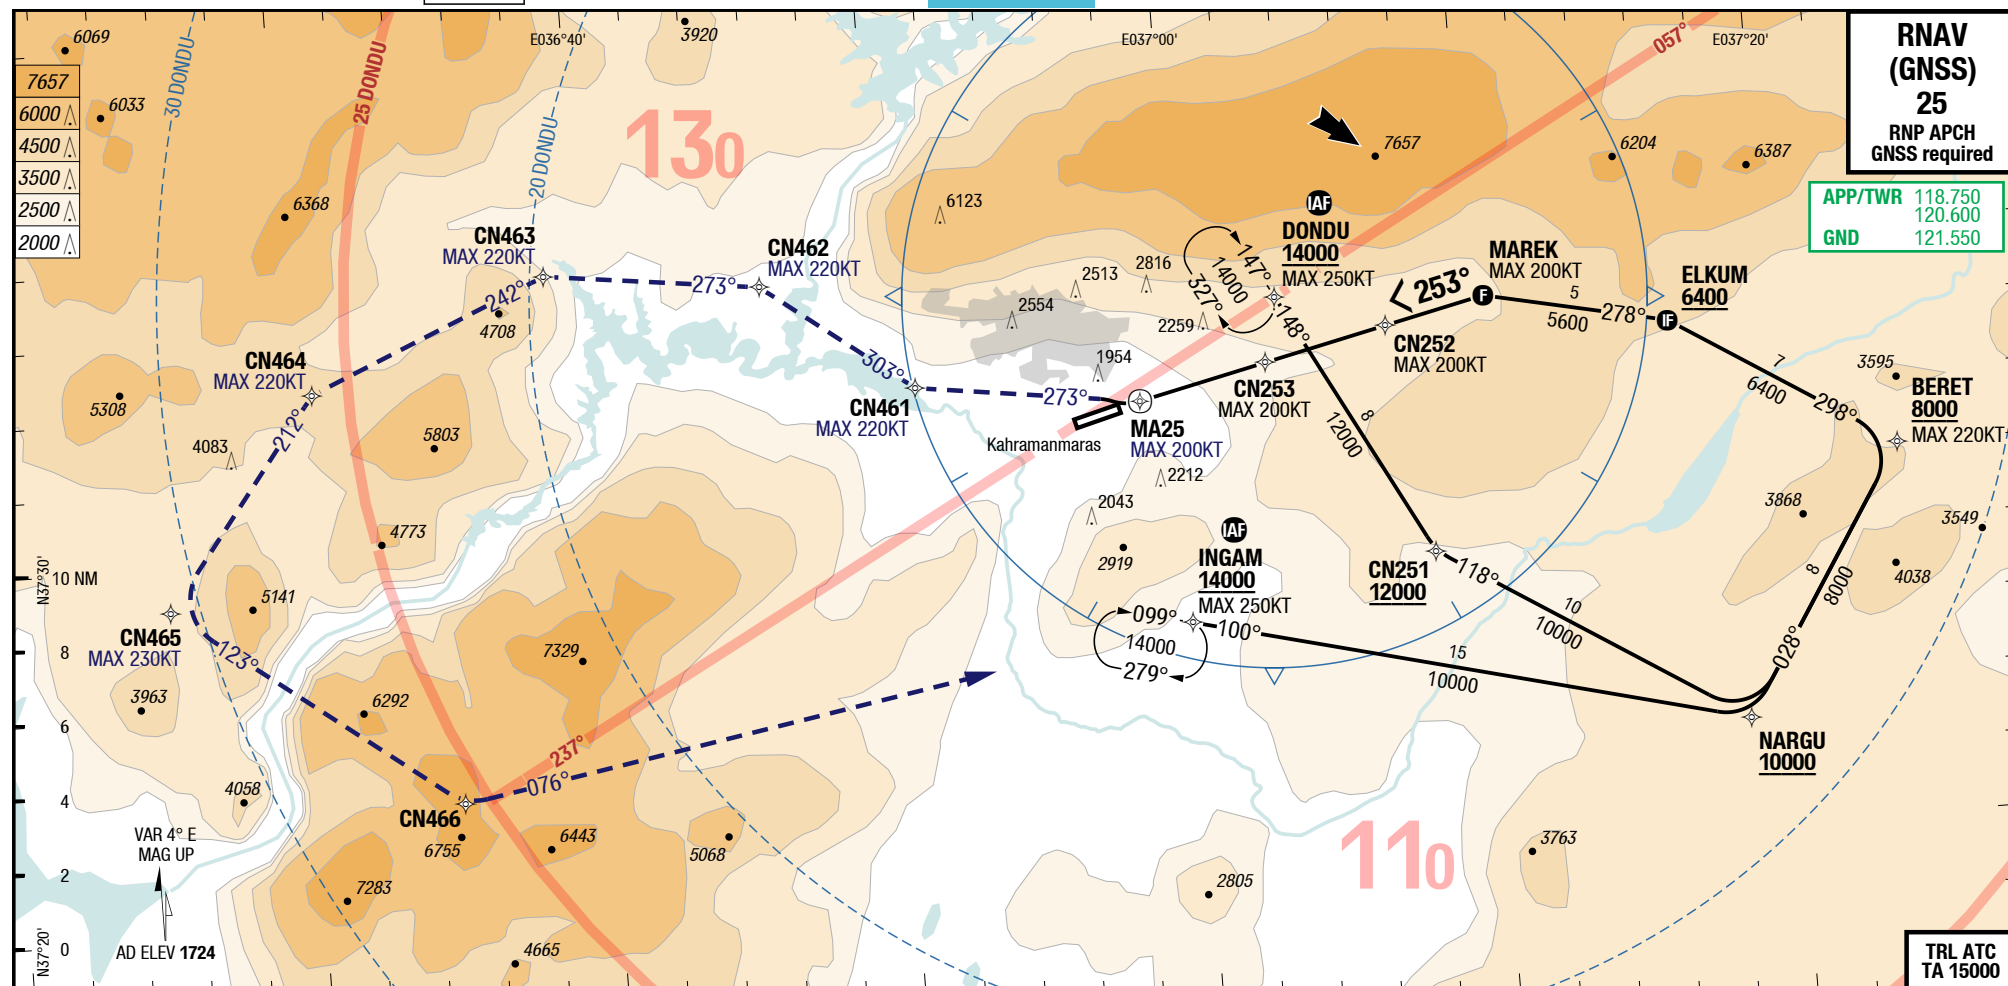 RNAV
(GNSS)
25
RNP APCH
GNSS required
APP/TWR 118.750
120.600
GND 121.550
7657
6000
4500
3500
2500
2000
6069
6033
6368
30 DONDU
25 DONDU
20 DONDU
E036°40'
3920
E037°00'
057°
E037°20'
130
7657
6204
6387
6123
IAF
DONDU
14000
MAX 250KT
147°
14000
327°
148°
2513
2816
2554
2259
1954
CN463
MAX 220KT
242°
4708
273°
CN462
MAX 220KT
303°
CN461
MAX 220KT
273°
Kahramanmaras
MA25
MAX 200KT
CN253
MAX 200KT
CN252
MAX 200KT
< 253°
F
MAREK
MAX 200KT
5
5600
278°
IF
ELKUM
6400
7
6400
298°
3595
BERET
8000
MAX 220KT
CN464
MAX 220KT
212°
5308
4083
5803
4773
8
12000
2212
2043
2919
IAF
INGAM
14000
MAX 250KT
099°
14000
279°
100°
15
10000
CN251
12000
118°
10
10000
3868
3549
4038
8
8000
028°
NARGU
10000
N37°30'
10 NM
8
6
4
2
0
N37°20'
5141
CN465
MAX 230KT
123°
3963
4058
6292
7329
237°
076°
CN466
6755
6443
5068
7283
4665
VAR 4° E
MAG UP
AD ELEV 1724
110
3763
2805
TRL ATC
TA 15000